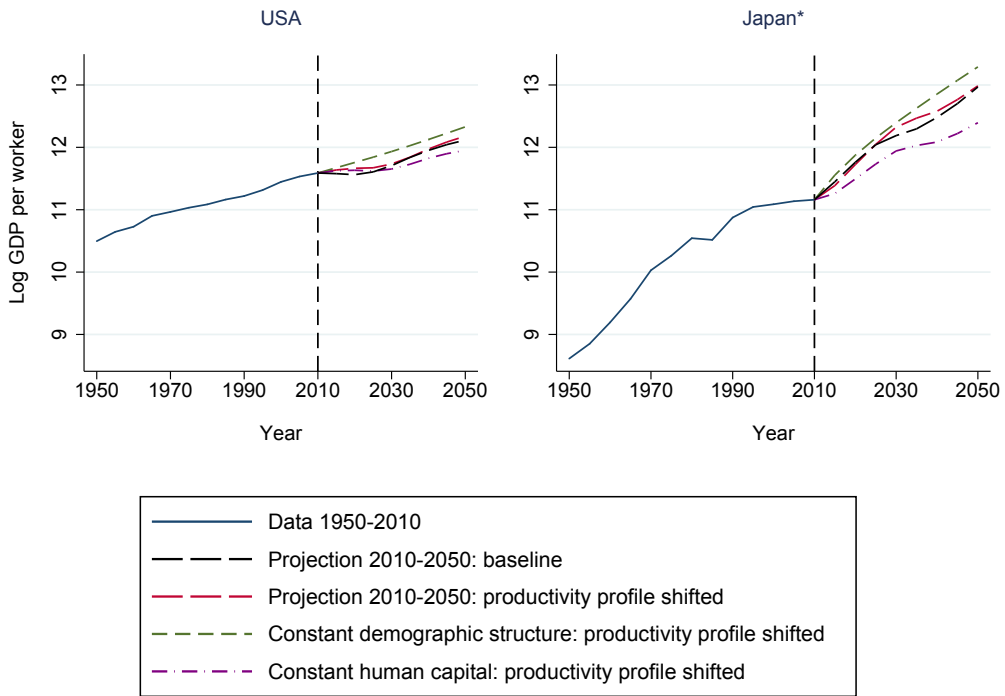 USA
Japan*
Log GDP per worker
13
12
11
10
9
1950 1970 1990 2010 2030 2050
Year
13
12
11
10
9
1950 1970 1990 2010 2030 2050
Year
Data 1950-2010
Projection 2010-2050: baseline
Projection 2010-2050: productivity profile shifted
Constant demographic structure: productivity profile shifted
Constant human capital: productivity profile shifted